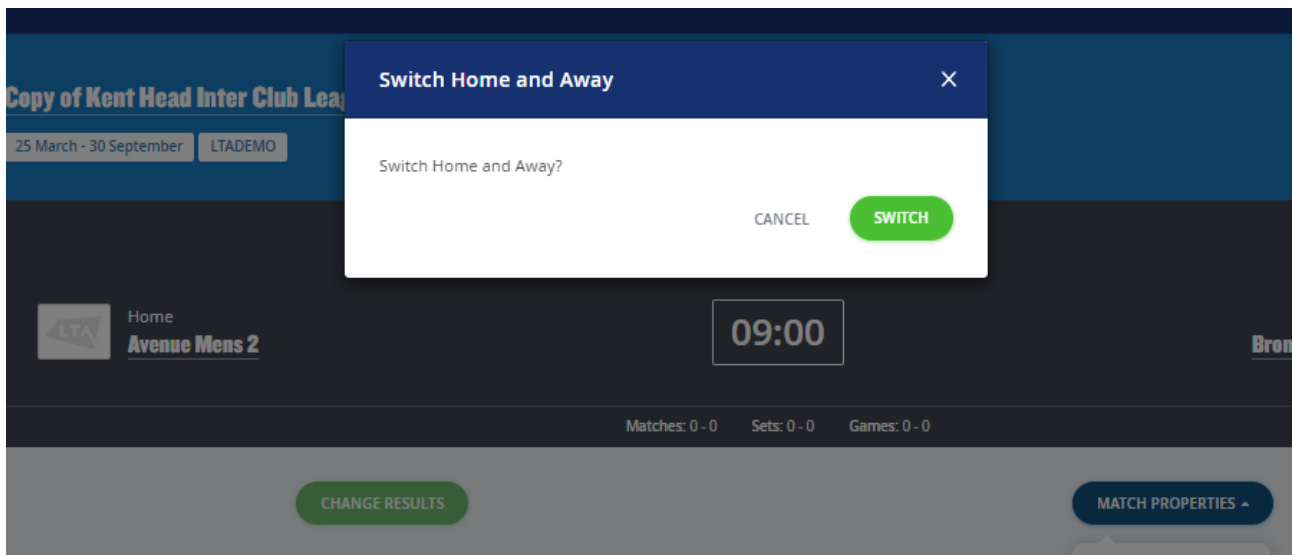 Switch Home and Away
Copy of Kent Head Inter Club
25 March - 30 September LTADEMO
Switch Home and Away?
CANCEL SWITCH
LTA
Home
Avenue Mens 2
09:00
Matches: 0 - 0 Sets: 0 - 0 Games: 0 - 0
CHANGE RESULTS MATCH PROPERTIES